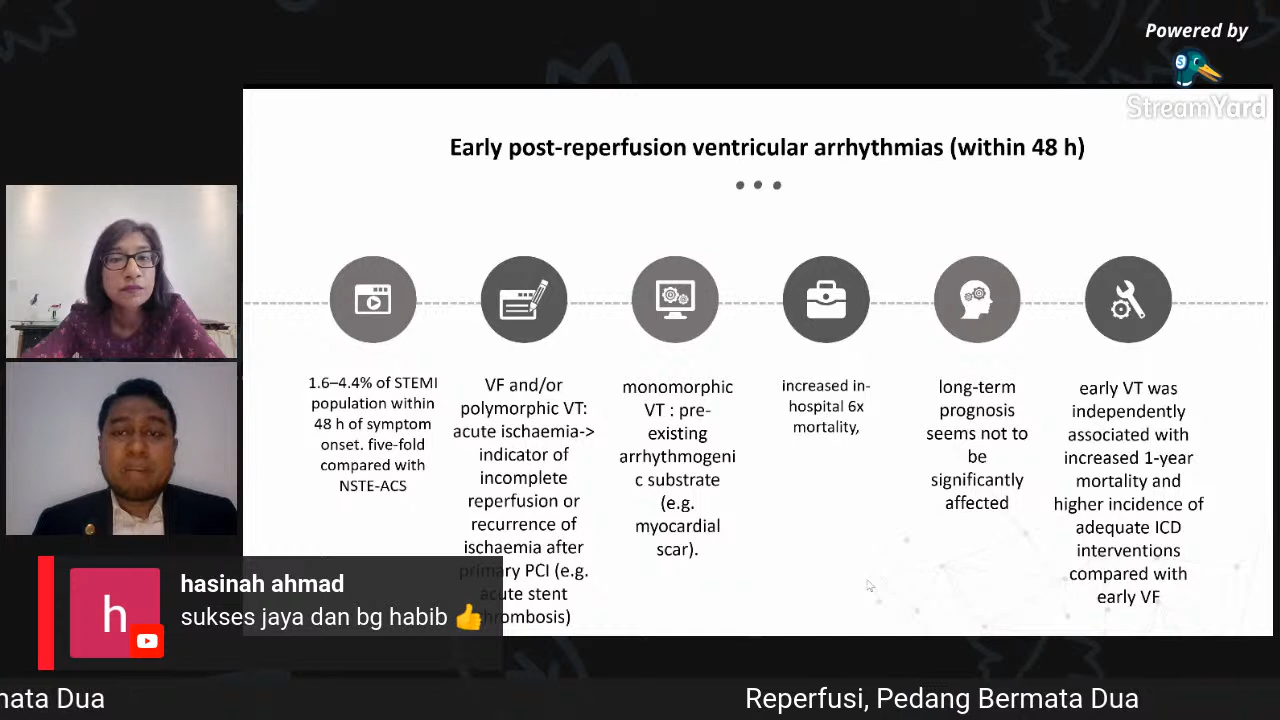 Powered by
StreamYard
Early post-reperfusion ventricular arrhythmias (within 48 h)
1.6–4.4% of STEMI
population within
48 h of symptom
onset. five-fold
compared with
NSTE-ACS
VF and/or
polymorphic VT:
acute ischaemia->
indicator of
incomplete
reperfusion or
recurrence of
ischaemia after
primary PCI (e.g.
acute stent
thrombosis)
monomorphic
VT : pre-
existing
arrhythmogeni
c substrate
(e.g.
myocardial
scar).
increased in-
hospital 6x
mortality,
long-term
prognosis
seems not to
be
significantly
affected
early VT was
independently
associated with
increased 1-year
mortality and
higher incidence of
adequate ICD
interventions
compared with
early VF
h
hasinah ahmad
sukses jaya dan bg habib 👍
mata Dua
Reperfusi, Pedang Bermata Dua